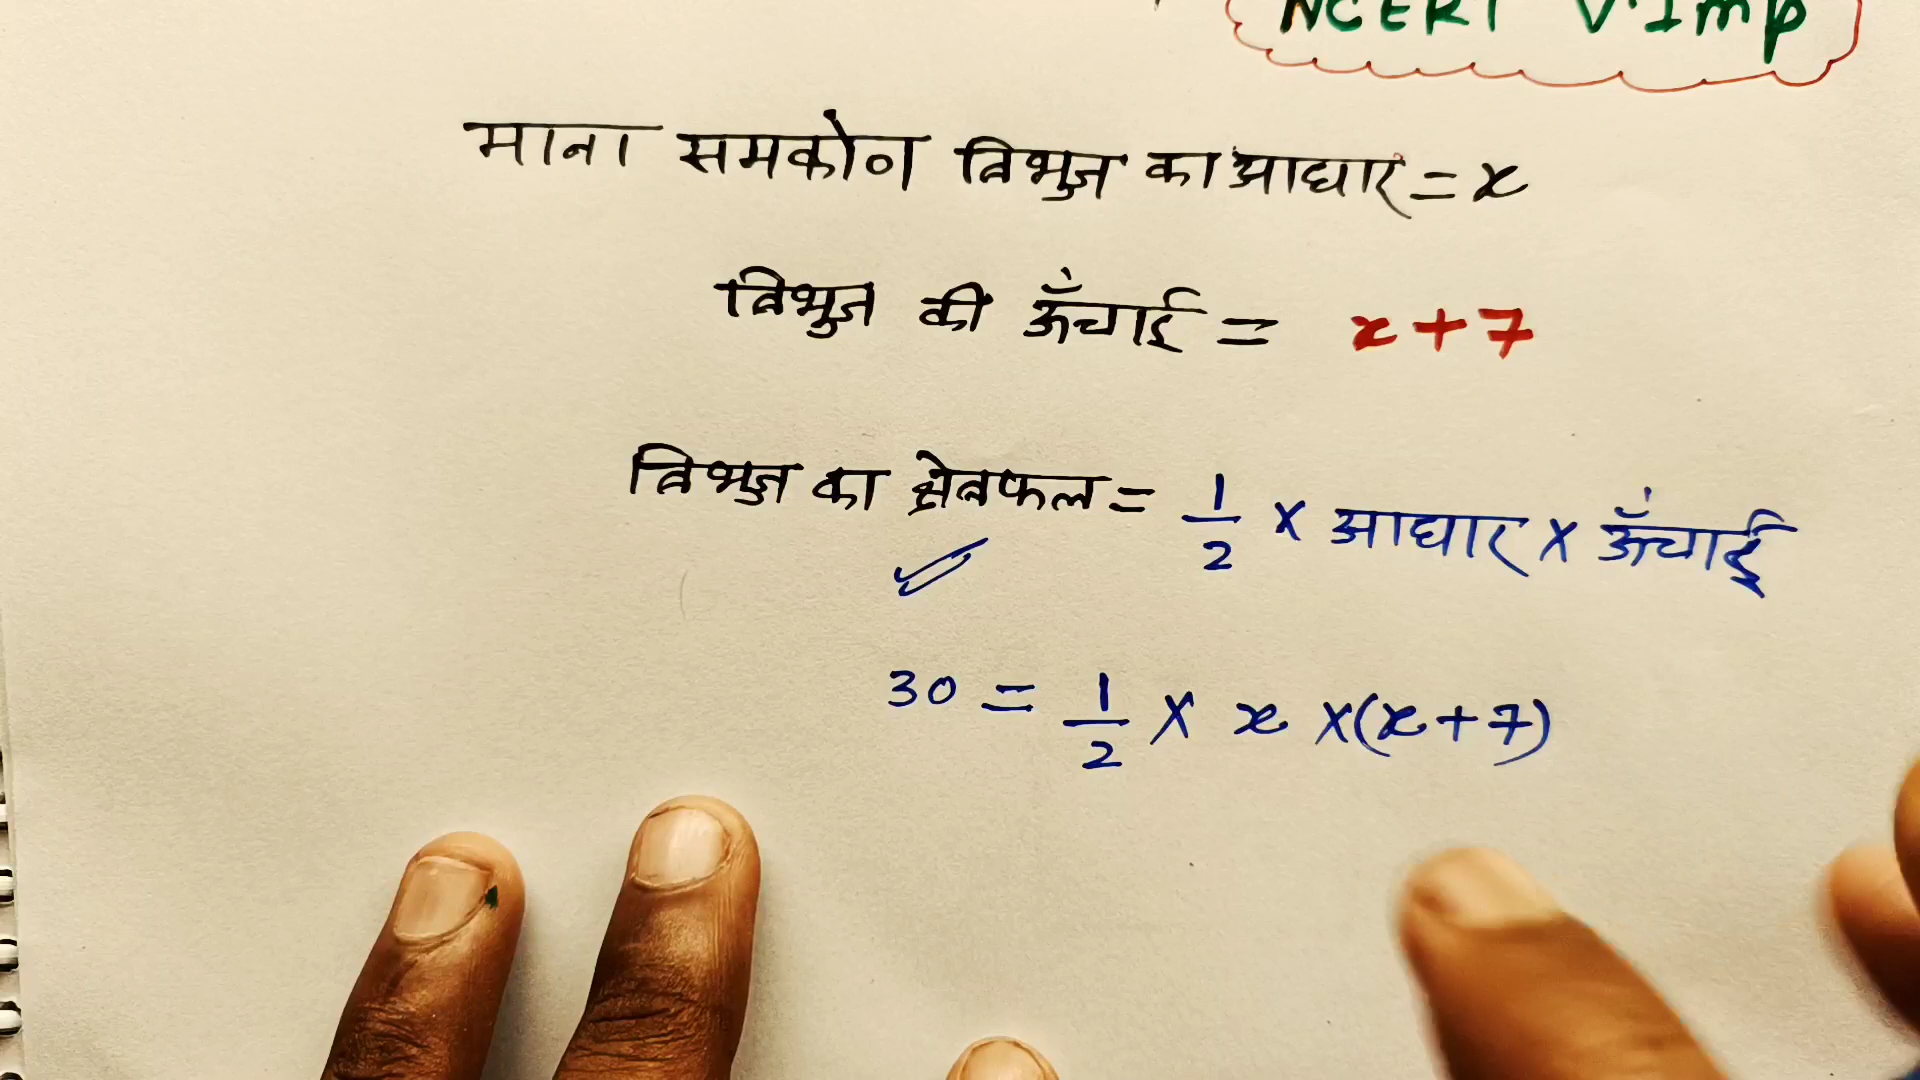 NCERT V.Imp
माना समकोण त्रिभुज का आधार = x
त्रिभुज की ऊँचाई = x + 7
त्रिभुज का क्षेत्रफल = 1/2 × आधार × ऊँचाई
30 = 1/2 × x × (x + 7)